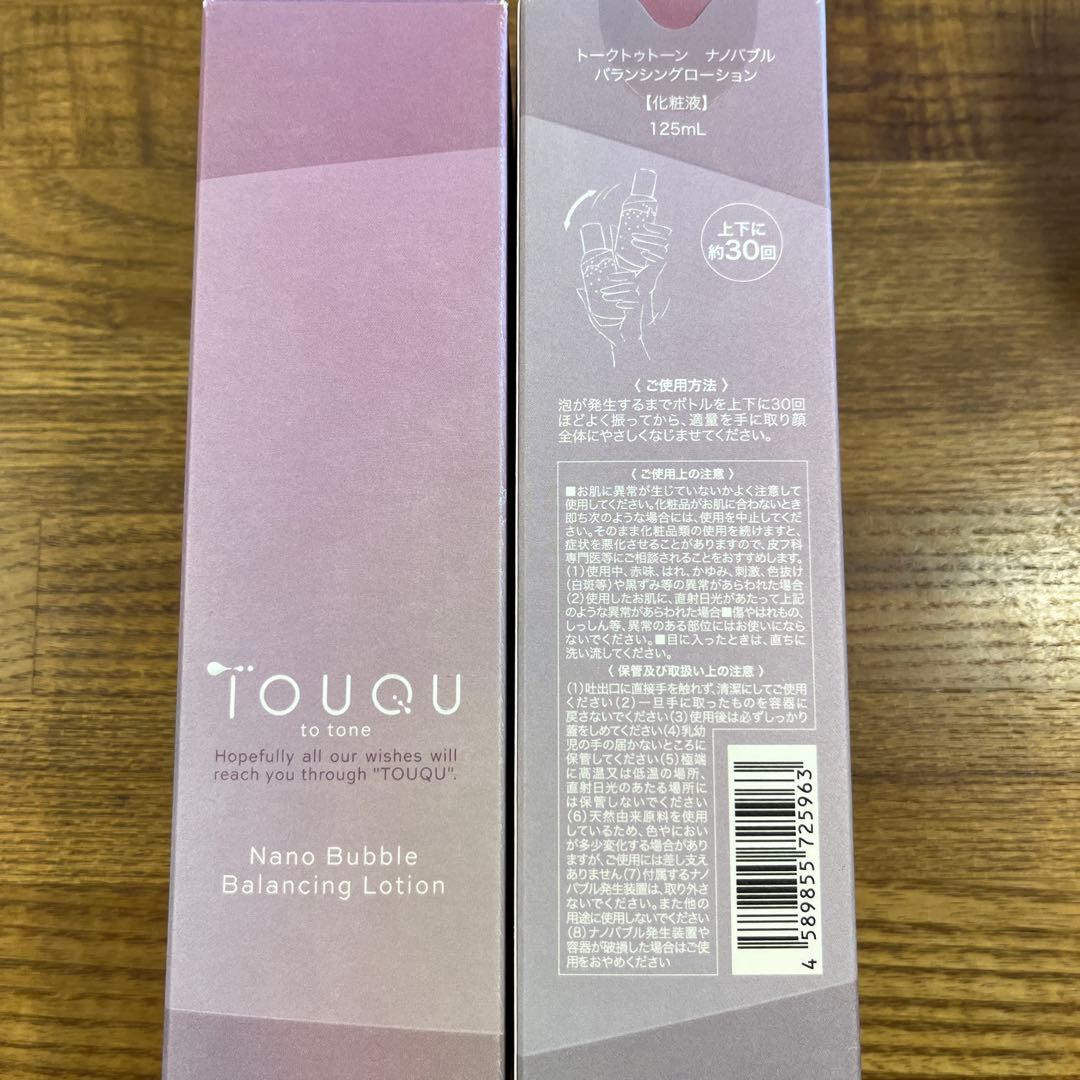 TOUQU
to tone
Hopefully all our wishes will
reach you through "TOUQU".
Nano Bubble
Balancing Lotion
トークトゥトーン ナノバブル
バランシングローション
【化粧液】
125mL
上下に
約30回
〈 ご使用方法 〉
泡が発生するまでボトルを上下に30回
ほどよく振ってから、適量を手に取り顔
全体にやさしくなじませてください。
〈 ご使用上の注意 〉
■お肌に異常が生じていないかよく注意して
使用してください。化粧品がお肌に合わないとき
即ち次のような場合には、使用を中止してくだ
さい。そのまま化粧品類の使用を続けますと、
症状を悪化させることがありますので、皮フ科
専門医等にご相談されることをおすすめします。
(1)使用中、赤味、はれ、かゆみ、刺激、色抜け
(白斑等)や黒ずみ等の異常があらわれた場合
(2)使用したお肌に、直射日光があたって上記
のような異常があらわれた場合■傷やはれもの、
しっしん等、異常のある部位にはお使いになら
ないでください。■目に入ったときは、直ちに
洗い流してください。
〈 保管及び取扱い上の注意 〉
(1)吐出口に直接手を触れず、清潔にしてご使用
ください(2)一旦手に取ったものを容器に
戻さないでください(3)使用後は必ずしっかり
蓋をしめてください(4)乳幼
児の手の届かないところに
保管してください(5)極端
に高温又は低温の場所、
直射日光のあたる場所に
は保管しないでください
(6)天然由来原料を使用
しているため、色やにおい
が多少変化する場合があり
ますが、ご使用には差し支え
ありません(7)付属するナノ
バブル発生装置は、取り外さ
ないでください。また他の
用途に使用しないでください
(8)ナノバブル発生装置や
容器が破損した場合はご使
用をおやめください
4 589855 725963